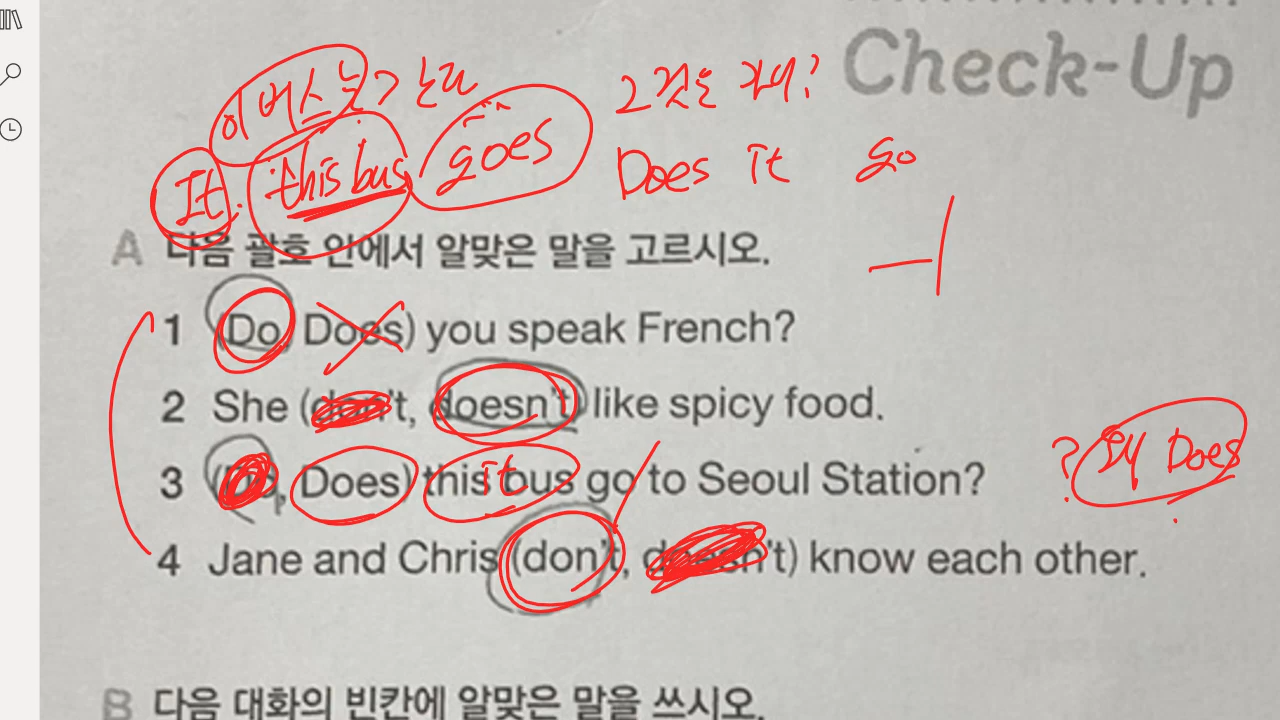 Check-Up
이 버스는 간다 그것은 가니?
It this bus goes Does It go
A 다음 괄호 안에서 알맞은 말을 고르시오.
1 (Do, Does) you speak French?
2 She (don't, doesn't) like spicy food.
3 (Do, Does) this bus go to Seoul Station?
It
? Does
4 Jane and Chris (don't, doesn't) know each other.
B 다음 대화의 빈칸에 알맞은 말을 쓰시오.